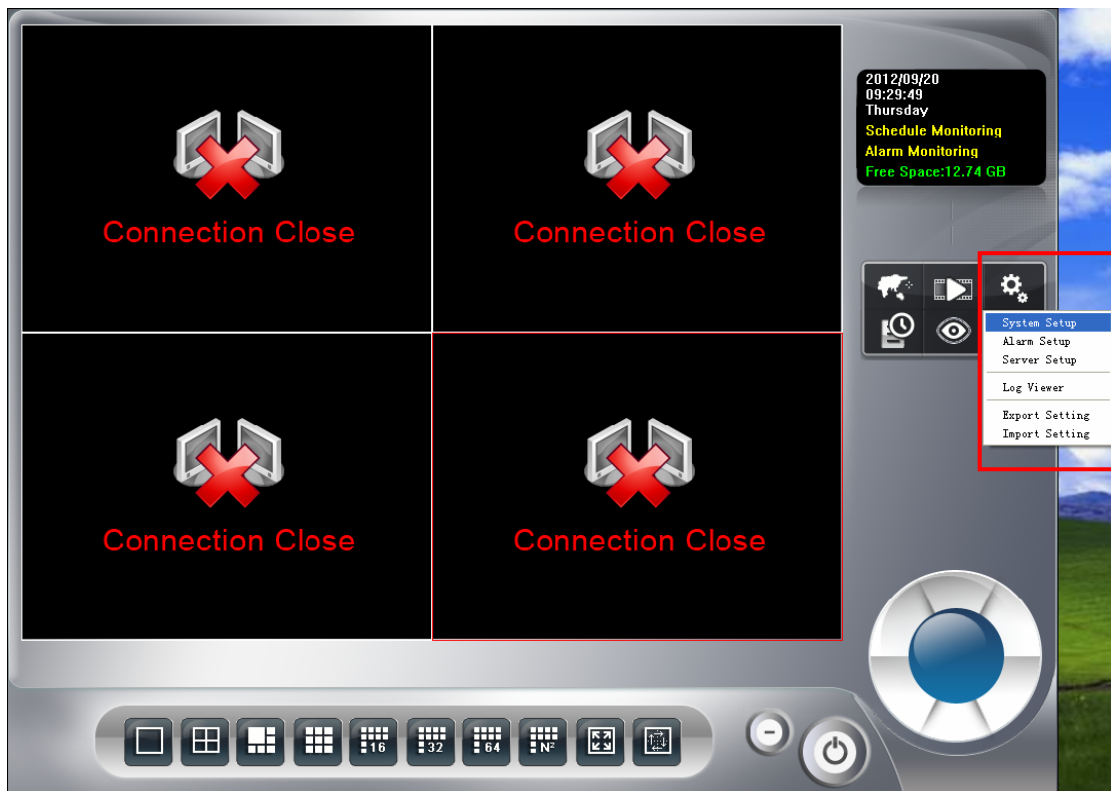 Connection Close
Connection Close
Connection Close
Connection Close
2012/09/20
09:29:49
Thursday
Schedule Monitoring
Alarm Monitoring
Free Space:12.74 GB
System Setup
Alarm Setup
Server Setup
Log Viewer
Export Setting
Import Setting
16
32
64
N²